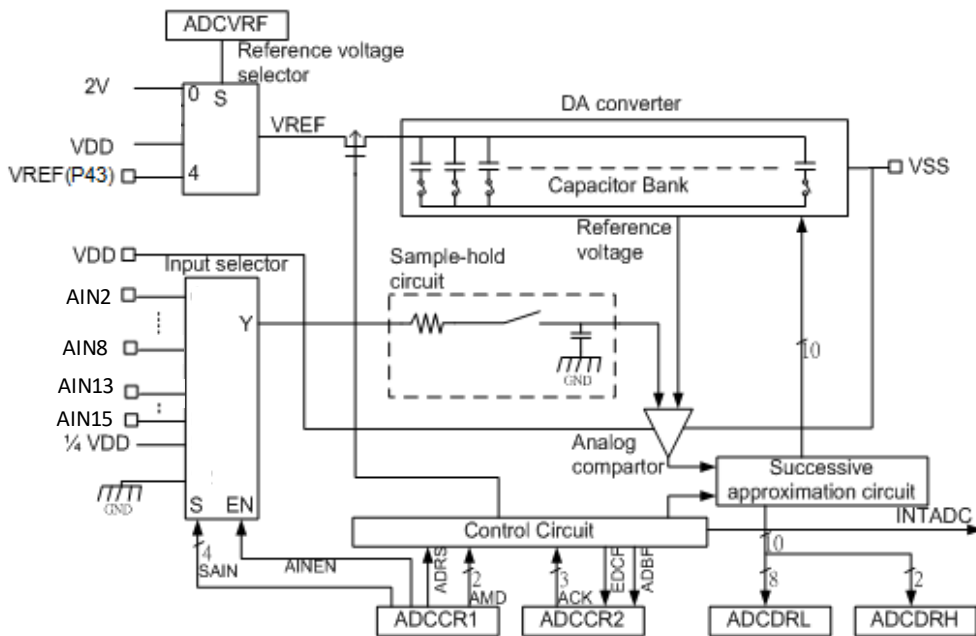 ADCVRF
Reference voltage
selector
2V
0
S
VDD
VREF
VREF(P43)
4
DA converter
Capacitor Bank
VSS
Reference
voltage
VDD
Input selector
Sample-hold
circuit
AIN2
Y
AIN8
10
GND
AIN13
AIN15
¼ VDD
Analog
compartor
Successive
approximation circuit
GND
S
EN
INTADC
Control Circuit
10
4
SAIN
AINEN
ADRS
2
AMD
3
ACK
EDCF
ADBF
8
2
ADCCR1
ADCCR2
ADCDRL
ADCDRH